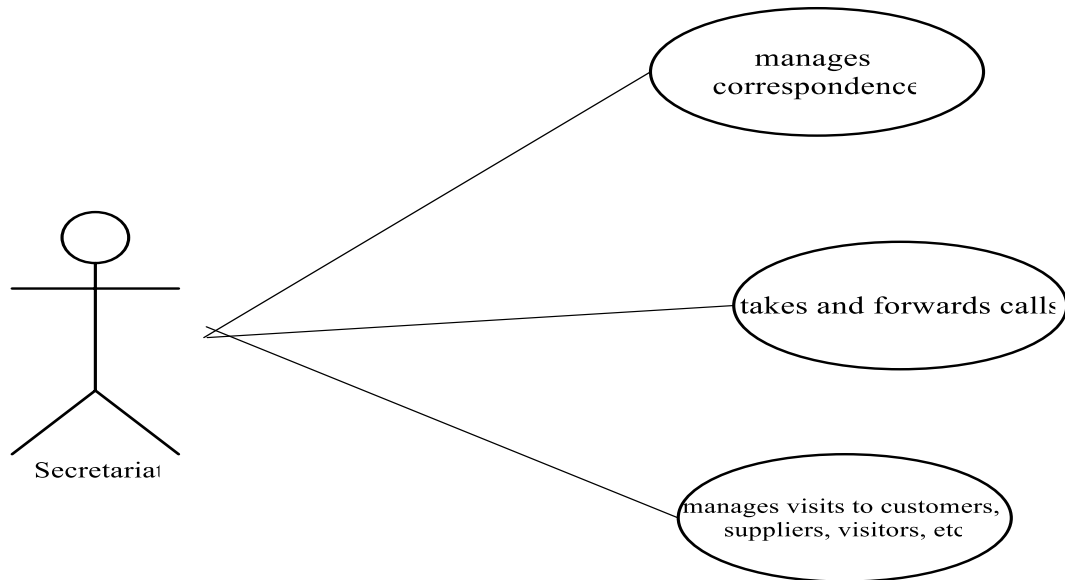 manages
correspondence
takes and forwards calls
Secretariat
manages visits to customers,
suppliers, visitors, etc